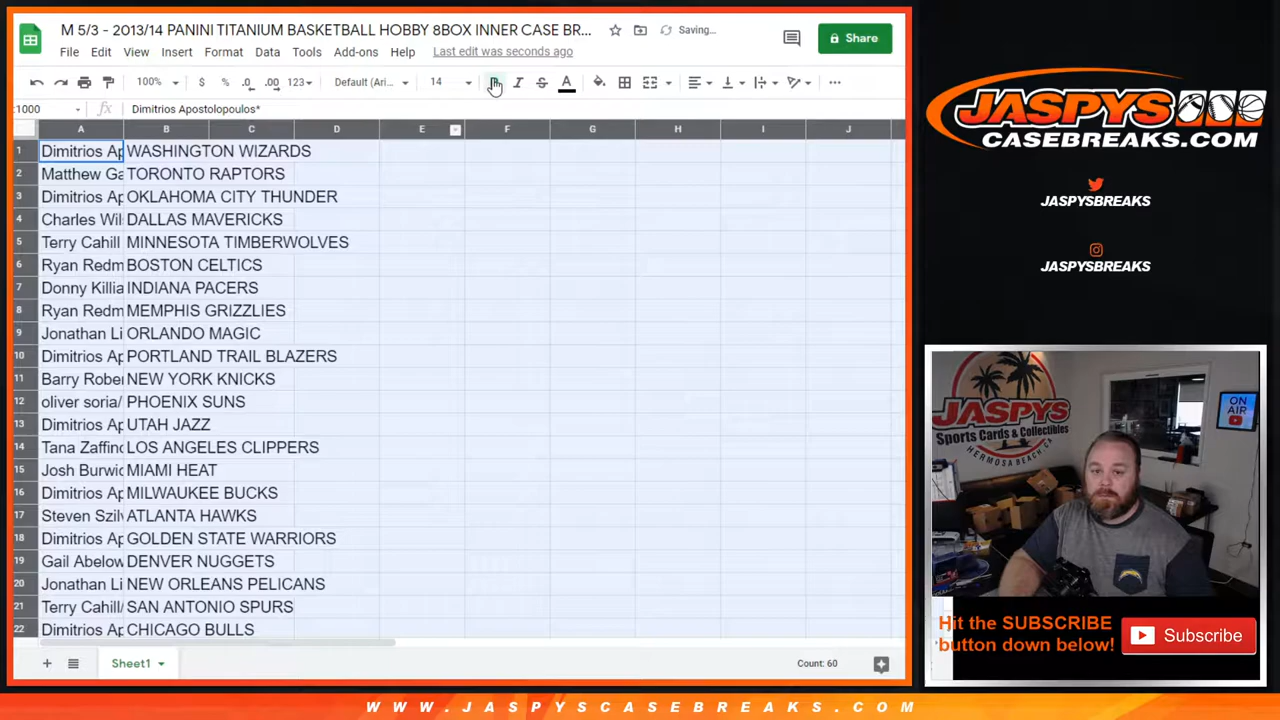 M 5/3 - 2013/14 PANINI TITANIUM BASKETBALL HOBBY 8BOX INNER CASE BR...
Saving...
Share
File Edit View Insert Format Data Tools Add-ons Help Last edit was seconds ago
100% $ % .0 .00 123 Default (Ari... 14 B I S A
:1000 fx Dimitrios Apostolopoulos*
A B C D E F G H I J
1 Dimitrios Ap WASHINGTON WIZARDS
2 Matthew Ga TORONTO RAPTORS
3 Dimitrios Ap OKLAHOMA CITY THUNDER
4 Charles Wil DALLAS MAVERICKS
5 Terry Cahill MINNESOTA TIMBERWOLVES
6 Ryan Redm BOSTON CELTICS
7 Donny Killia INDIANA PACERS
8 Ryan Redm MEMPHIS GRIZZLIES
9 Jonathan Li ORLANDO MAGIC
10 Dimitrios Ap PORTLAND TRAIL BLAZERS
11 Barry Rober NEW YORK KNICKS
12 oliver soria/ PHOENIX SUNS
13 Dimitrios Ap UTAH JAZZ
14 Tana Zaffino LOS ANGELES CLIPPERS
15 Josh Burwic MIAMI HEAT
16 Dimitrios Ap MILWAUKEE BUCKS
17 Steven Szilv ATLANTA HAWKS
18 Dimitrios Ap GOLDEN STATE WARRIORS
19 Gail Abelow DENVER NUGGETS
20 Jonathan Li NEW ORLEANS PELICANS
21 Terry Cahill/ SAN ANTONIO SPURS
22 Dimitrios Ap CHICAGO BULLS
Sheet1
Count: 60
JASPYS
CASEBREAKS.COM
JASPYSBREAKS
JASPYSBREAKS
JASPYS
Sports Cards & Collectibles
HERMOSA BEACH, CA
ON
AIR
Hit the SUBSCRIBE
button down below!
Subscribe
WWW.JASPYSCASEBREAKS.COM